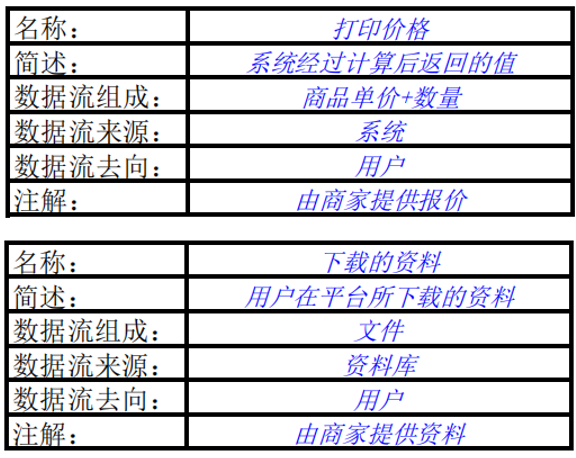 名称： 打印价格
简述： 系统经过计算后返回的值
数据流组成： 商品单价+数量
数据流来源： 系统
数据流去向： 用户
注解： 由商家提供报价
名称： 下载的资料
简述： 用户在平台所下载的资料
数据流组成： 文件
数据流来源： 资料库
数据流去向： 用户
注解： 由商家提供资料